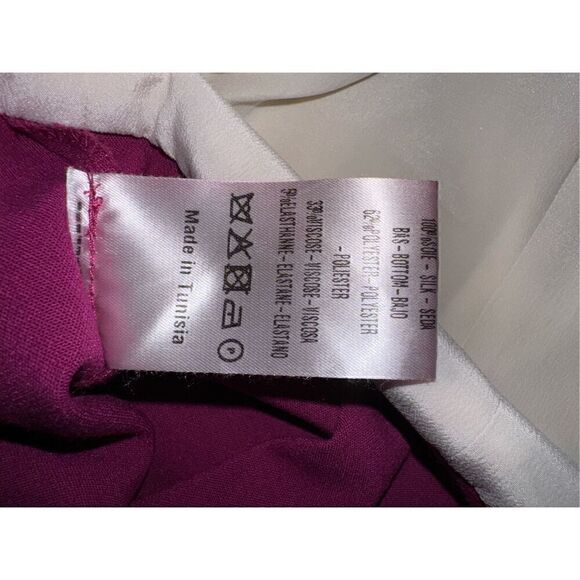 100%SOIE - SILK - SEDA
BAS - BOTTOM - BAJO
62%POLYESTER - POLYESTER
- POLIESTER
33%VISCOSE - VISCOSE - VISCOSA
5%ELASTHANNE - ELASTANE - ELASTANO
Made in Tunisia